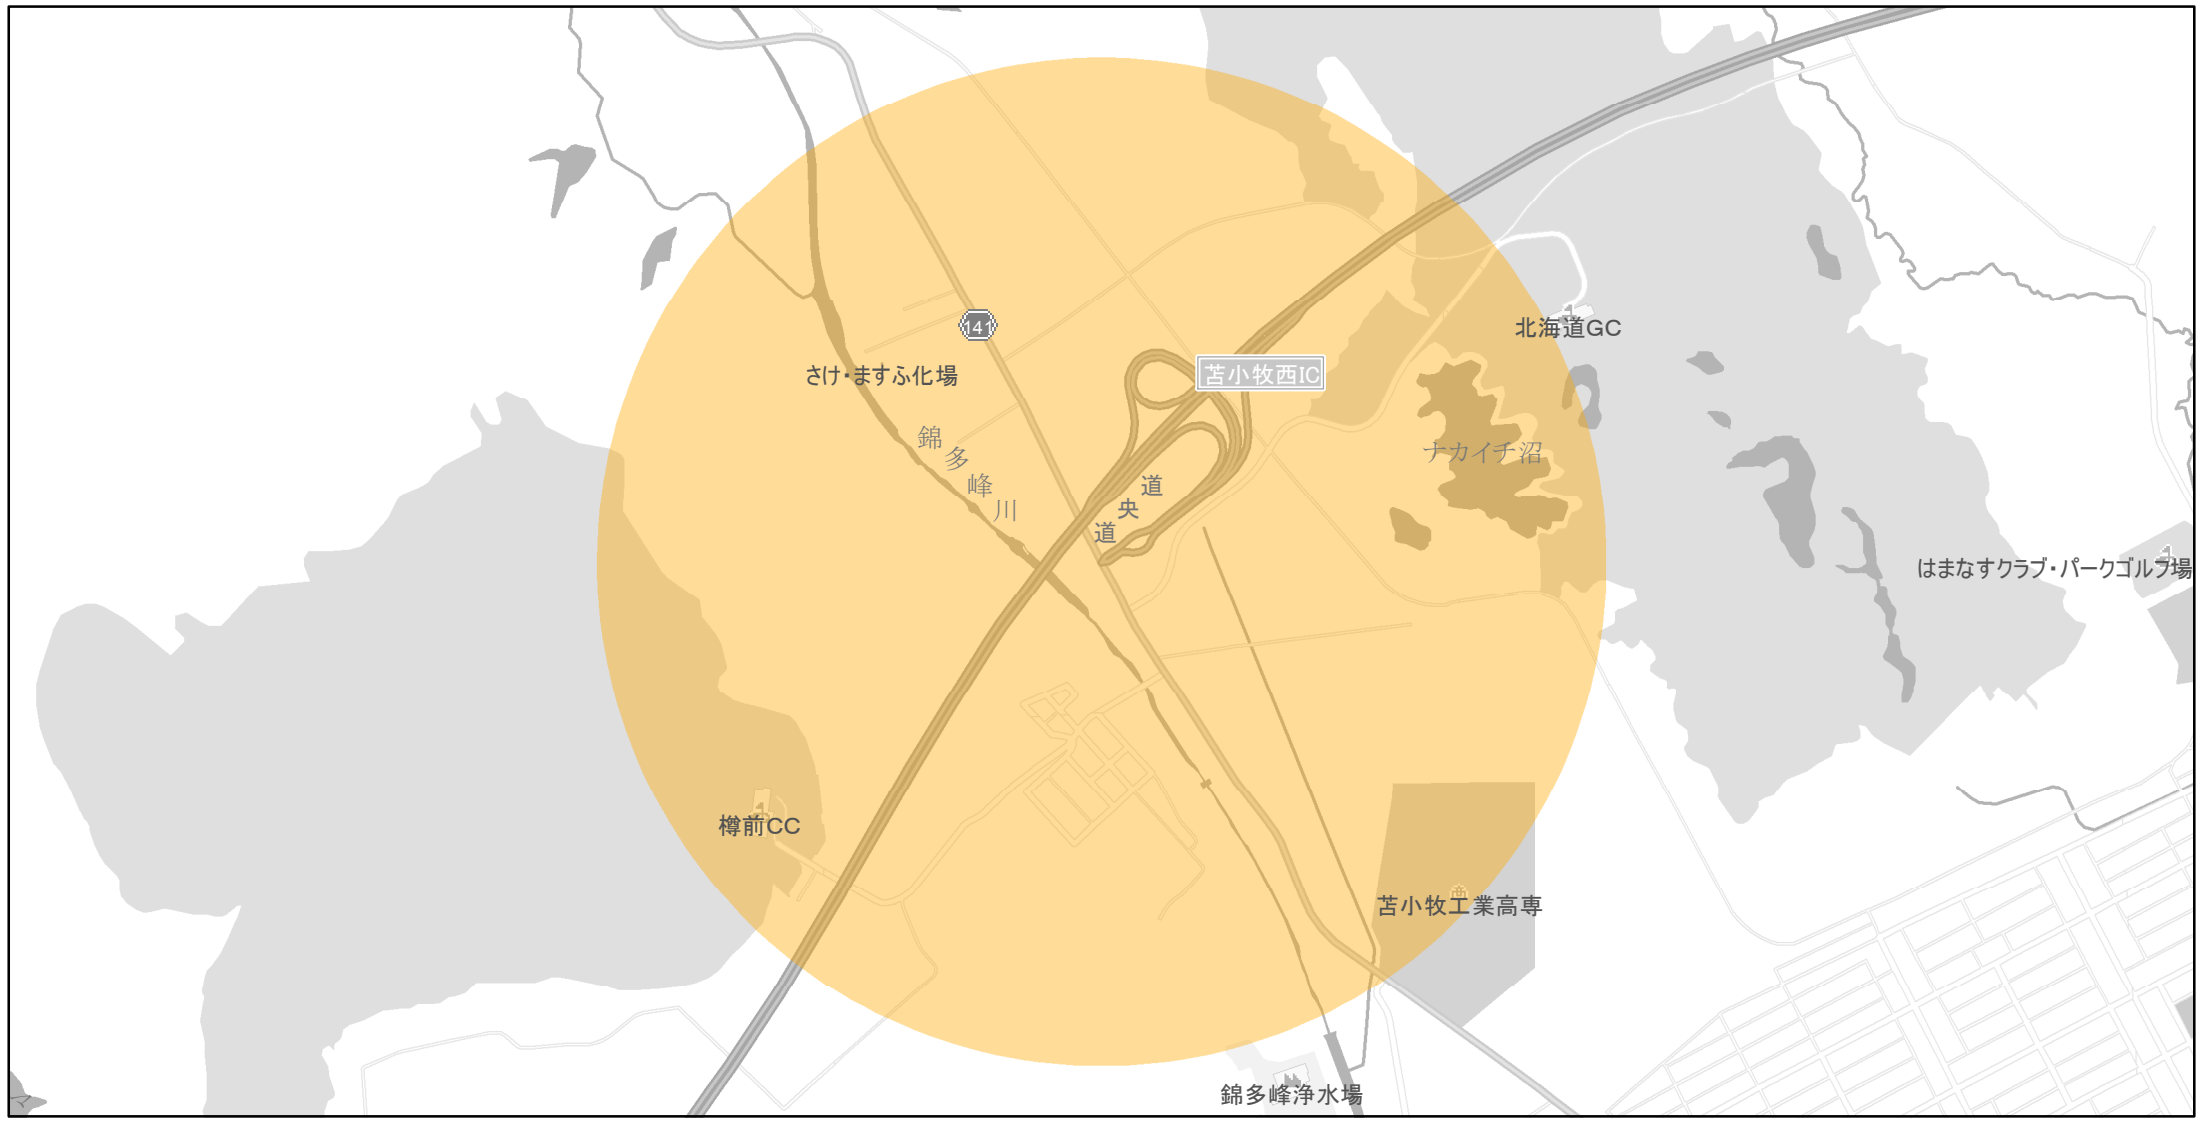 141
北海道GC
苫小牧西IC
さけ・ますふ化場
錦多峰川
ナカイチ沼
道央道
はまなすクラブ・パークゴルフ場
樽前CC
苫小牧工業高専
錦多峰浄水場
マ